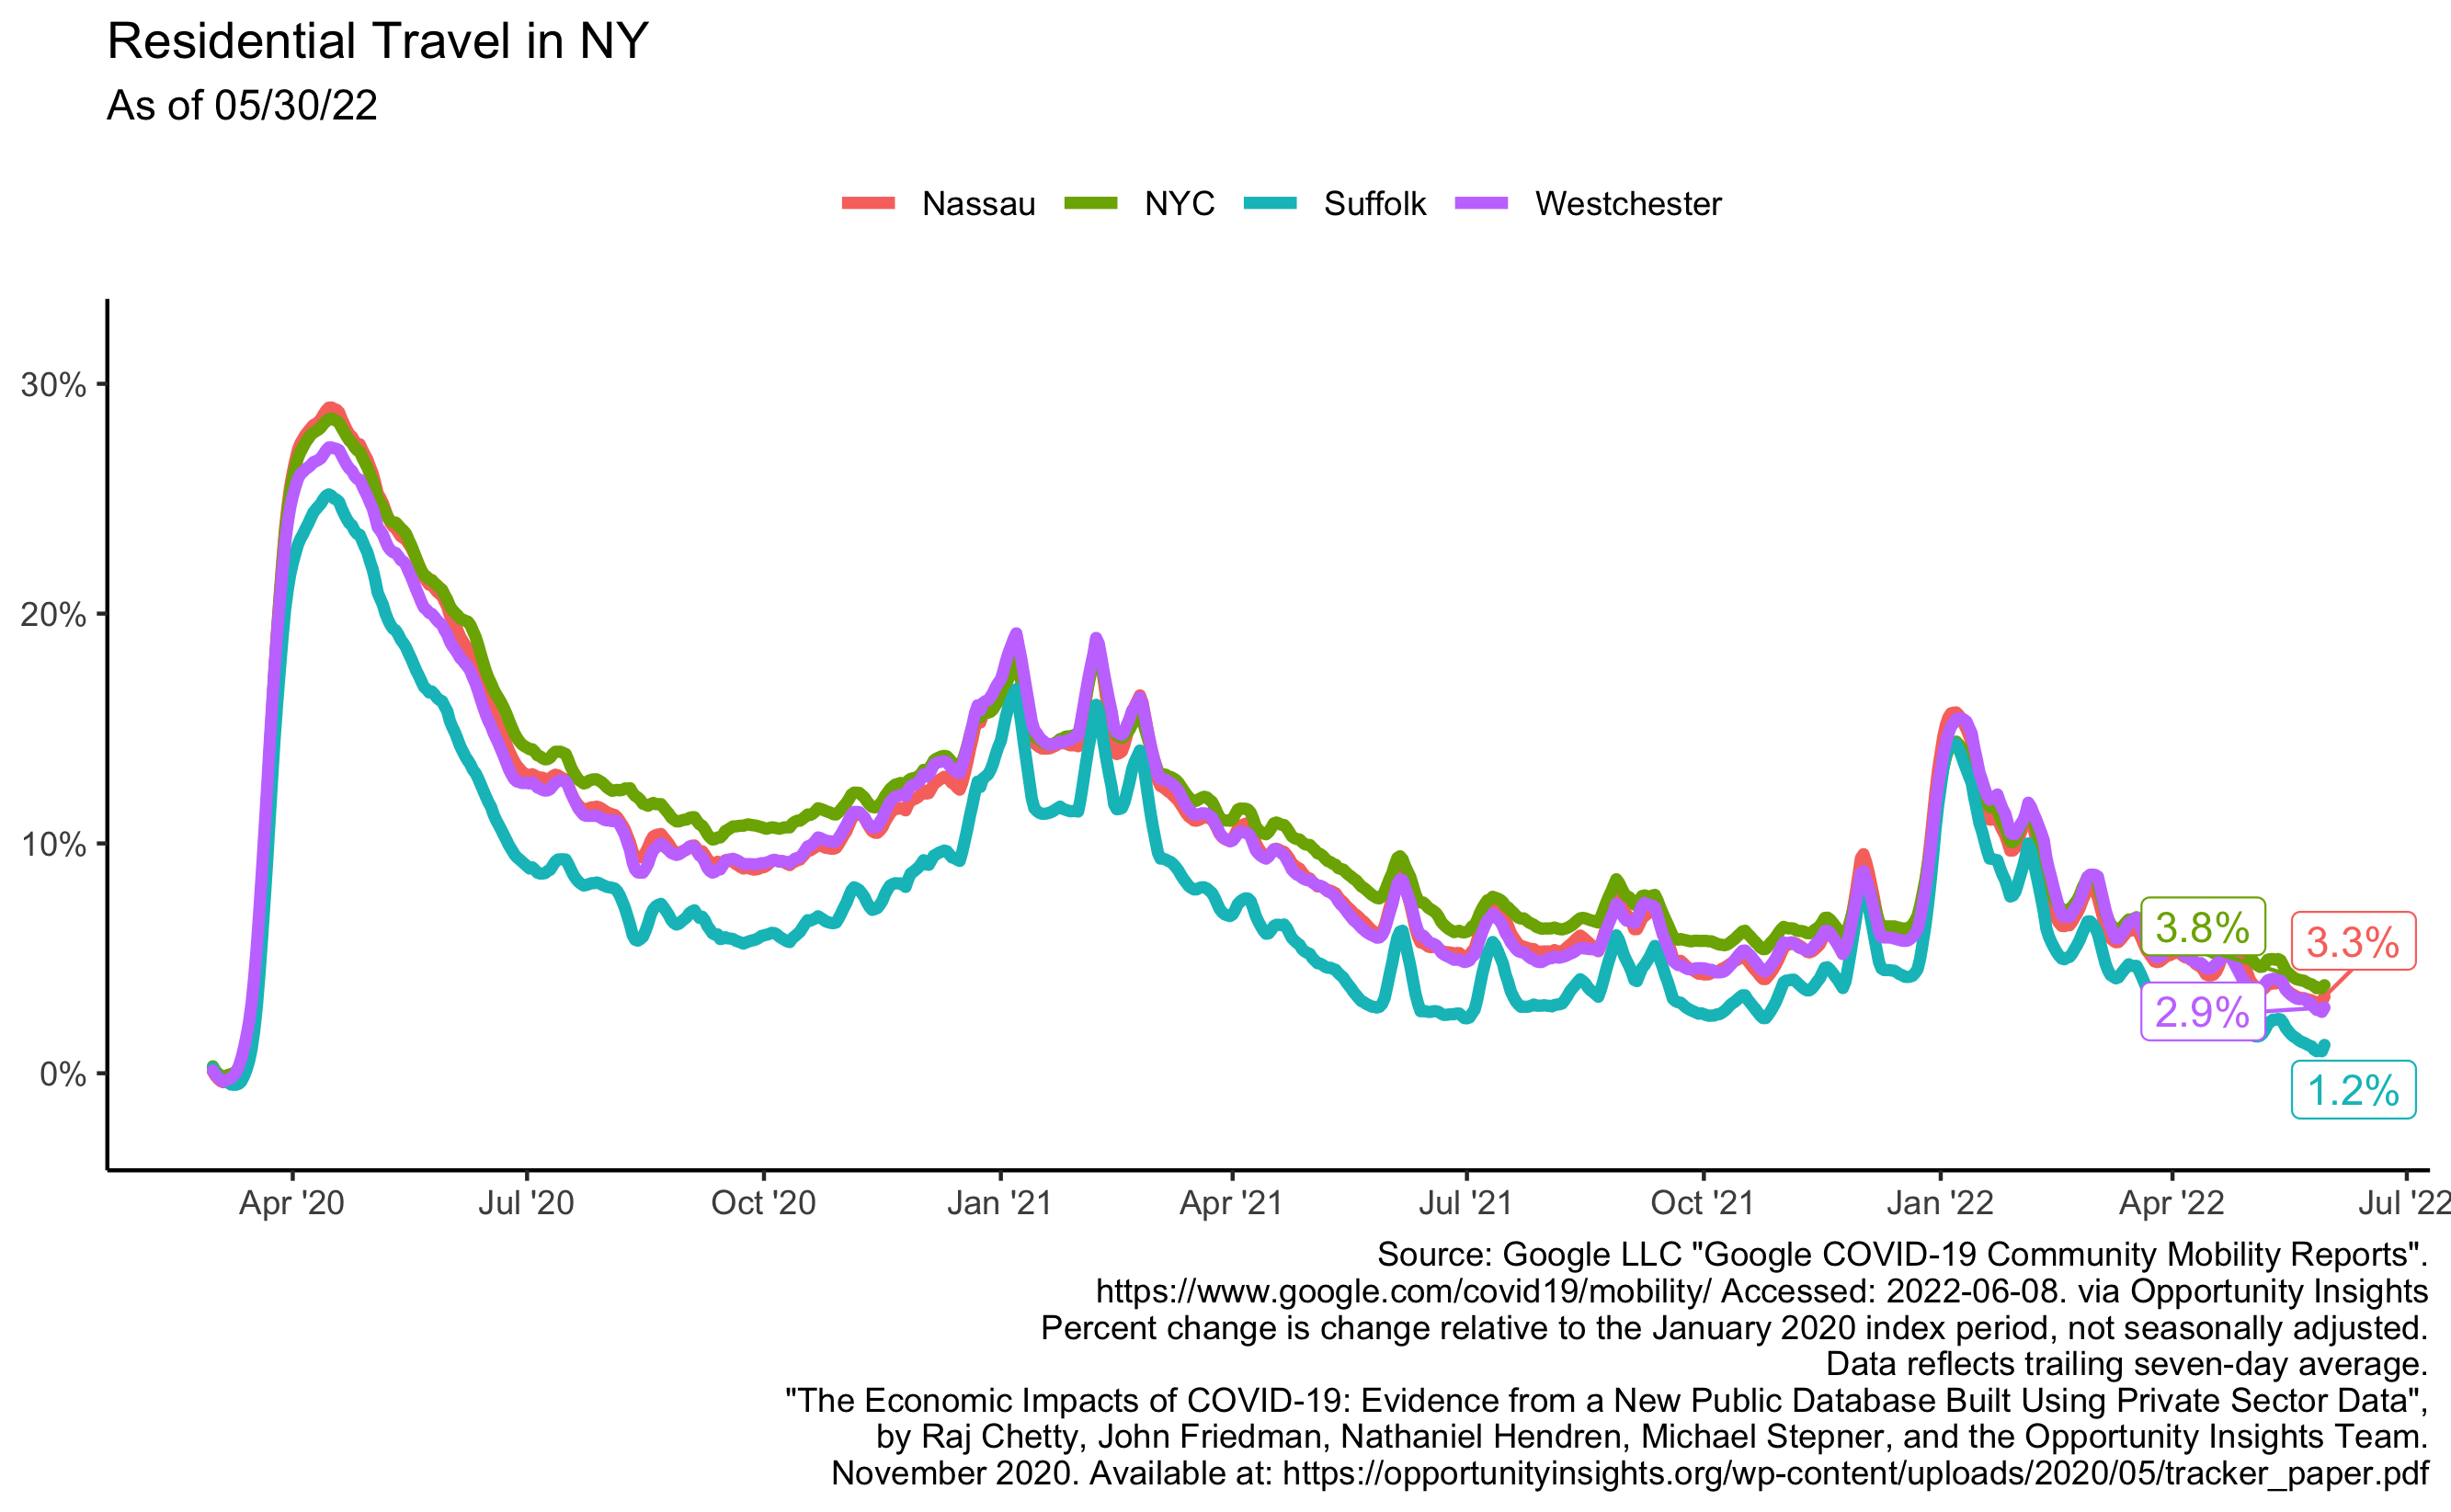 Residential Travel in NY
As of 05/30/22
Nassau NYC Suffolk Westchester
30%
20%
10%
0%
3.8%
3.3%
2.9%
1.2%
Apr '20 Jul '20 Oct '20 Jan '21 Apr '21 Jul '21 Oct '21 Jan '22 Apr '22 Jul '22
Source: Google LLC "Google COVID-19 Community Mobility Reports".
https://www.google.com/covid19/mobility/ Accessed: 2022-06-08. via Opportunity Insights
Percent change is change relative to the January 2020 index period, not seasonally adjusted.
Data reflects trailing seven-day average.
"The Economic Impacts of COVID-19: Evidence from a New Public Database Built Using Private Sector Data",
by Raj Chetty, John Friedman, Nathaniel Hendren, Michael Stepner, and the Opportunity Insights Team.
November 2020. Available at: https://opportunityinsights.org/wp-content/uploads/2020/05/tracker_paper.pdf